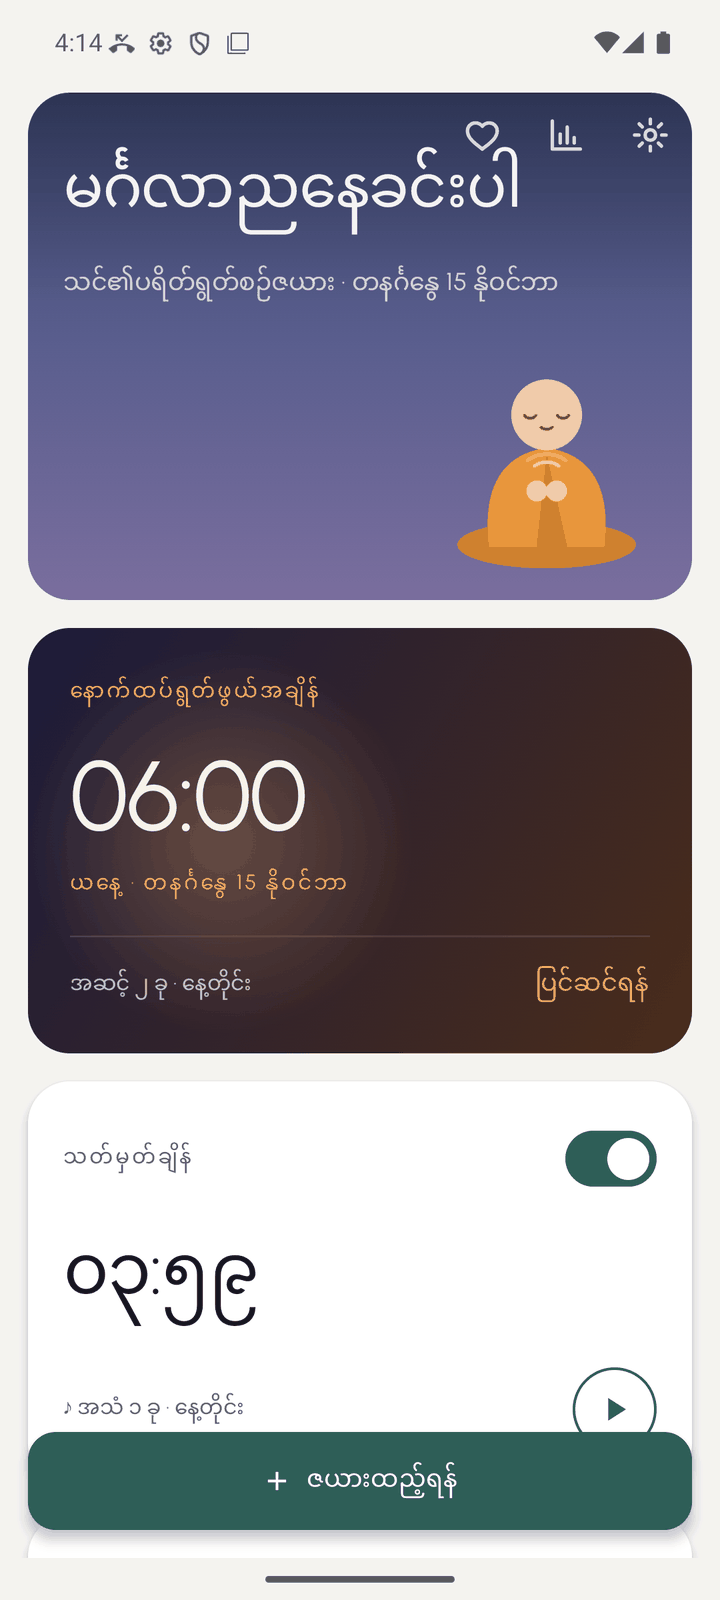 4:14
မင်္ဂလာညနေခင်းပါ
သင်၏ပရိတ်ရွတ်စဉ်ဇယား · တနင်္ဂနွေ 15 နိုဝင်ဘာ
နောက်ထပ်ရွတ်ဖွယ်အချိန်
06:00
ယနေ့ · တနင်္ဂနွေ 15 နိုဝင်ဘာ
အဆင့် ၂ ခု · နေ့တိုင်း
ပြင်ဆင်ရန်
သတ်မှတ်ချိန်
၀၃:၅၉
♪ အသံ ၁ ခု · နေ့တိုင်း
+ ဇယားထည့်ရန်